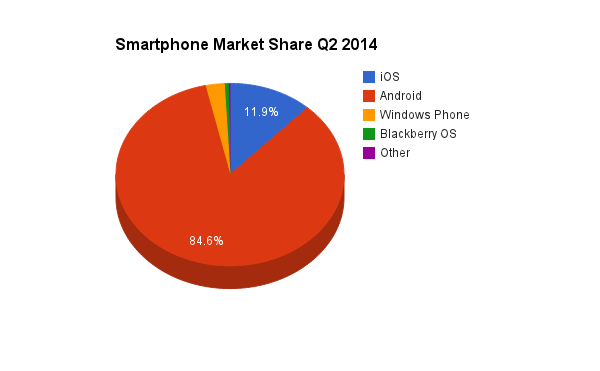 Smartphone Market Share Q2 2014
iOS
Android
Windows Phone
Blackberry OS
Other
11.9%
84.6%